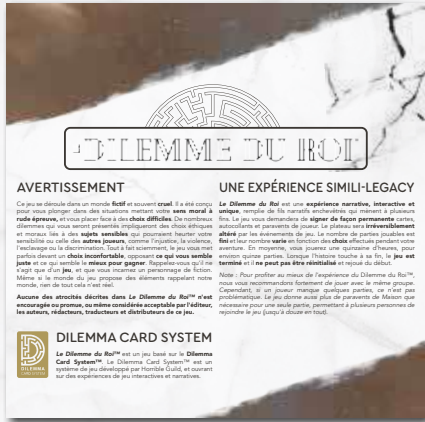 ·DILEMME DU ROI
AVERTISSEMENT
Ce jeu se déroule dans un monde fictif et souvent cruel. Il a été conçu
pour vous plonger dans des situations mettant votre sens moral à
rude épreuve, et vous placer face à des choix difficiles. De nombreux
dilemmes qui vous seront présentés impliqueront des choix éthiques
et moraux liés à des sujets sensibles qui pourraient heurter votre
sensibilité ou celle des autres joueurs, comme l'injustice, la violence,
l'esclavage ou la discrimination. Tout à fait sciemment, le jeu vous met
parfois devant un choix inconfortable, opposant ce qui vous semble
juste et ce qui semble le mieux pour gagner. Rappelez-vous qu'il ne
s'agit que d'un jeu, et que vous incarnez un personnage de fiction.
Même si le monde du jeu propose des éléments rappelant notre
monde, rien de tout cela n'est réel.
Aucune des atrocités décrites dans Le Dilemme du Roi™ n'est
encouragée ou promue, ou même considérée acceptable par l'éditeur,
les auteurs, rédacteurs, traducteurs et distributeurs de ce jeu.
DILEMMA
CARD SYSTEM
DILEMMA CARD SYSTEM
Le Dilemme du Roi™ est un jeu basé sur le Dilemma
Card System™. Le Dilemma Card System™ est un
système de jeu développé par Horrible Guild, et ouvrant
sur des expériences de jeu interactives et narratives.
UNE EXPÉRIENCE SIMILI-LEGACY
Le Dilemme du Roi est une expérience narrative, interactive et
unique, remplie de fils narratifs enchevêtrés qui mènent à plusieurs
fins. Le jeu vous demandera de signer de façon permanente cartes,
autocollants et paravents de joueur. Le plateau sera irréversiblement
altéré par les événements de jeu. Le nombre de parties jouables est
fini et leur nombre varie en fonction des choix effectués pendant votre
aventure. En moyenne, vous jouerez une quinzaine d'heures, pour
environ quinze parties. Lorsque l'histoire touche à sa fin, le jeu est
terminé et il ne peut pas être réinitialisé et rejoué du début.
Note : Pour profiter au mieux de l'expérience du Dilemme du Roi™,
nous vous recommandons fortement de jouer avec le même groupe.
Cependant, si un joueur manque quelques parties, ce n'est pas
problématique. Le jeu donne aussi plus de paravents de Maison que
nécessaire pour une seule partie, permettant à plusieurs personnes de
rejoindre le jeu (jusqu'à douze en tout).